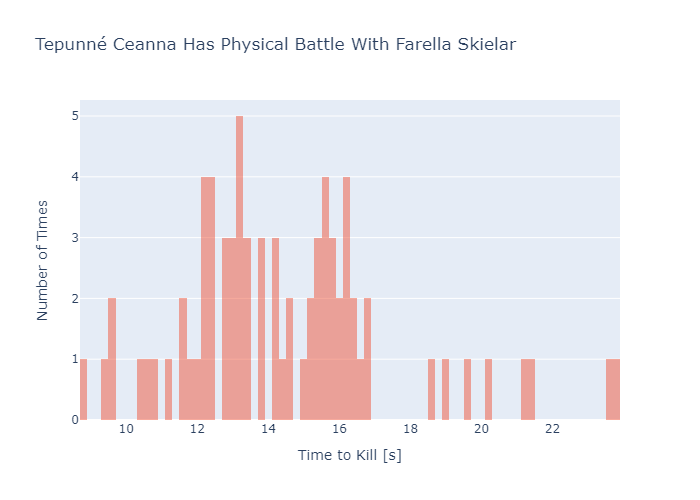 Tepunné Ceanna Has Physical Battle With Farella Skielar
5
4
3
2
1
0
Number of Times
10 12 14 16 18 20 22
Time to Kill [s]